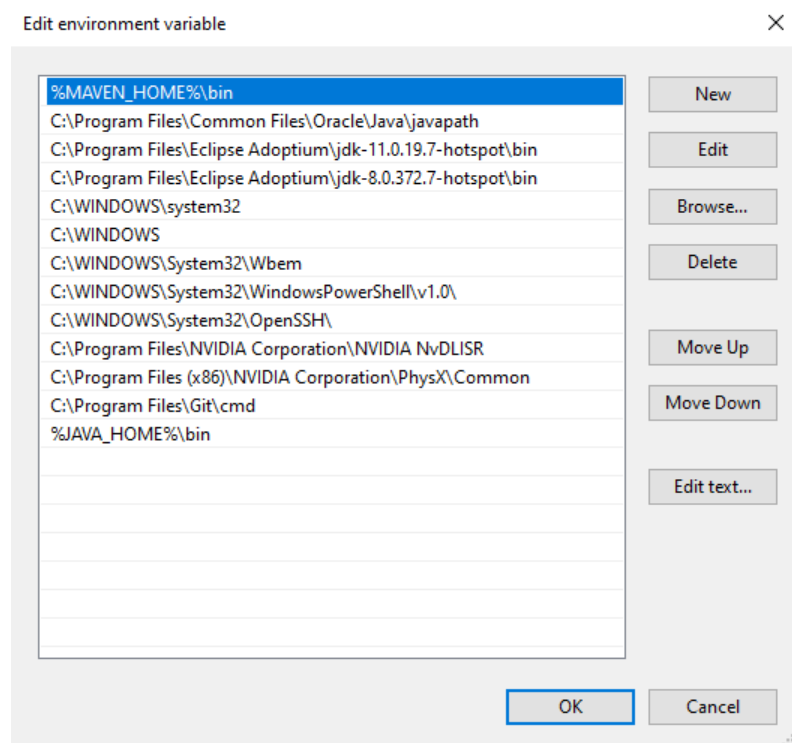 Edit environment variable
%MAVEN_HOME%\bin
C:\Program Files\Common Files\Oracle\Java\javapath
C:\Program Files\Eclipse Adoptium\jdk-11.0.19.7-hotspot\bin
C:\Program Files\Eclipse Adoptium\jdk-8.0.372.7-hotspot\bin
C:\WINDOWS\system32
C:\WINDOWS
C:\WINDOWS\System32\Wbem
C:\WINDOWS\System32\WindowsPowerShell\v1.0\
C:\WINDOWS\System32\OpenSSH\
C:\Program Files\NVIDIA Corporation\NVIDIA NvDLISR
C:\Program Files (x86)\NVIDIA Corporation\PhysX\Common
C:\Program Files\Git\cmd
%JAVA_HOME%\bin
New
Edit
Browse...
Delete
Move Up
Move Down
Edit text...
OK
Cancel